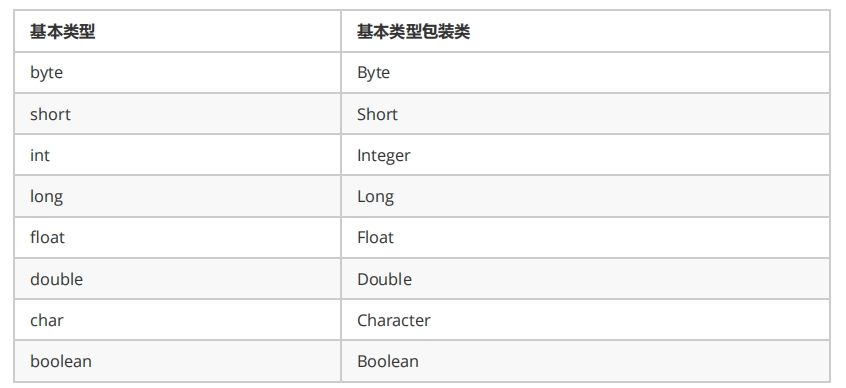 基本类型 基本类型包装类
byte Byte
short Short
int Integer
long Long
float Float
double Double
char Character
boolean Boolean